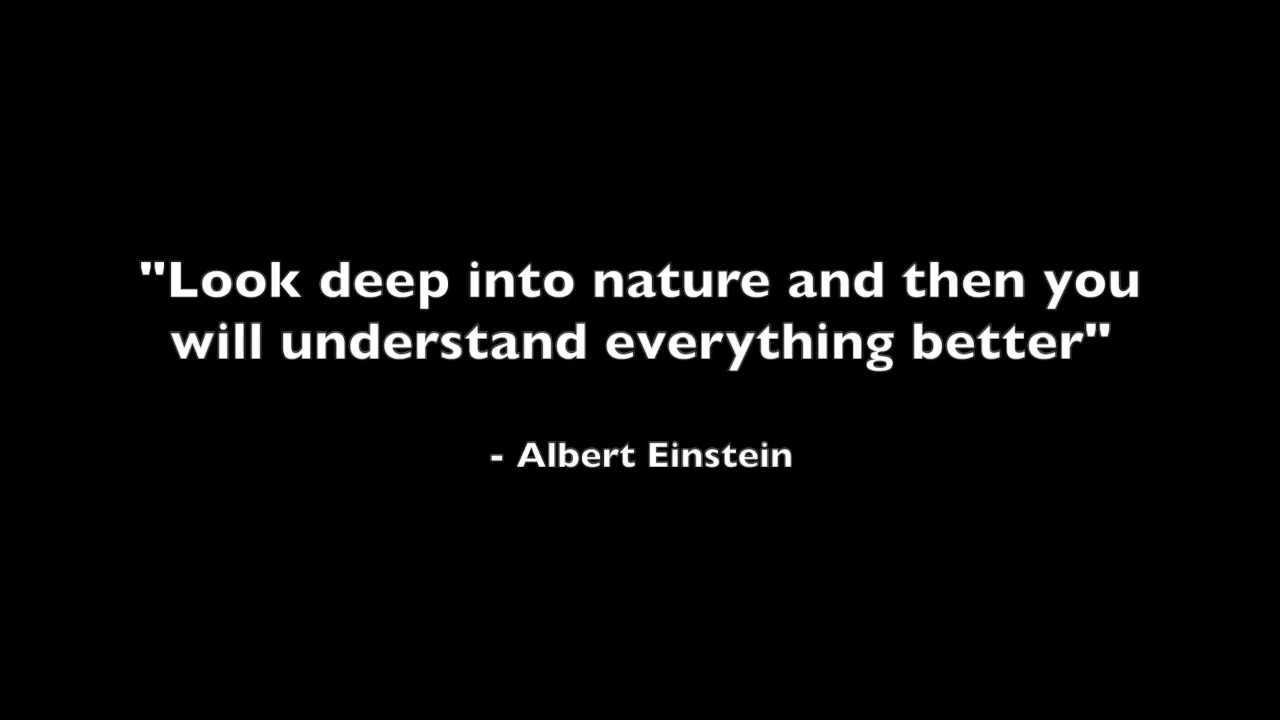 "Look deep into nature and then you
will understand everything better"
- Albert Einstein